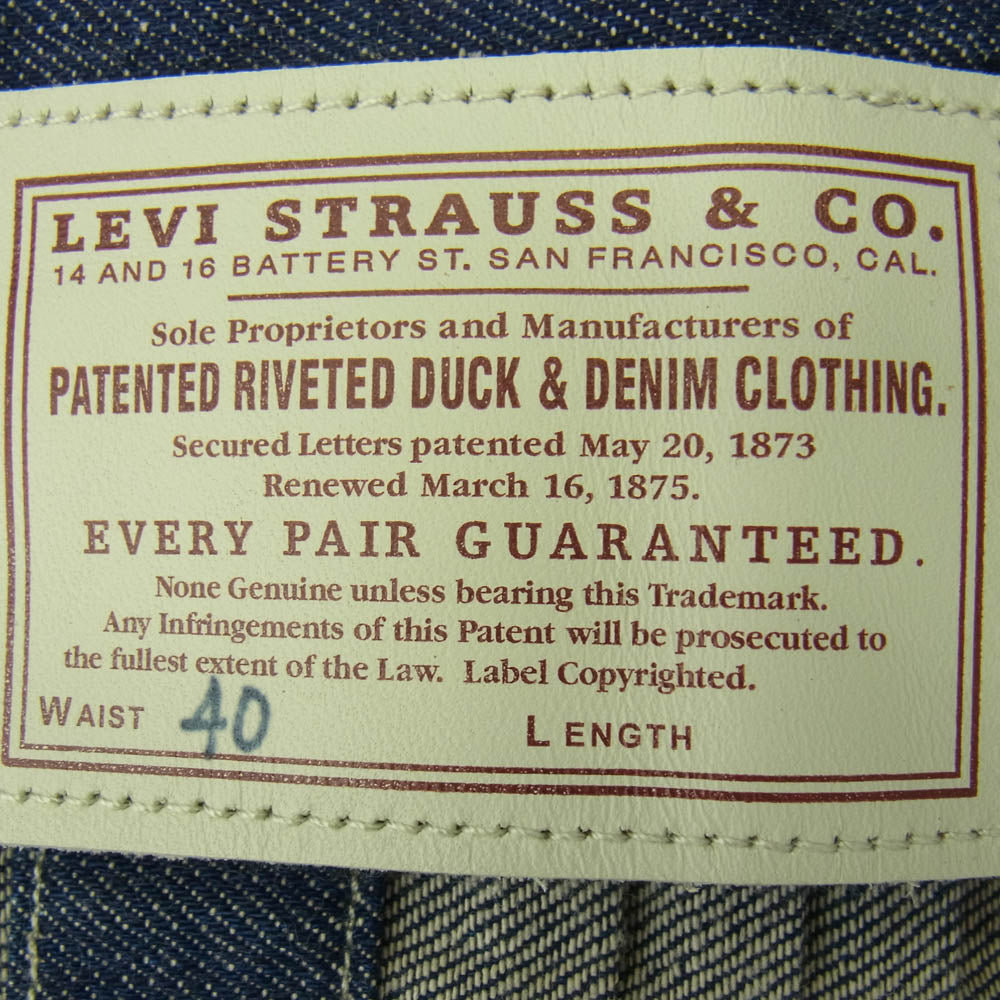 LEVI STRAUSS & CO.
14 AND 16 BATTERY ST. SAN FRANCISCO, CAL.
Sole Proprietors and Manufacturers of
PATENTED RIVETED DUCK & DENIM CLOTHING.
Secured Letters patented May 20, 1873
Renewed March 16, 1875.
EVERY PAIR GUARANTEED.
None Genuine unless bearing this Trademark.
Any Infringements of this Patent will be prosecuted to
the fullest extent of the Law. Label Copyrighted.
WAIST 40 LENGTH